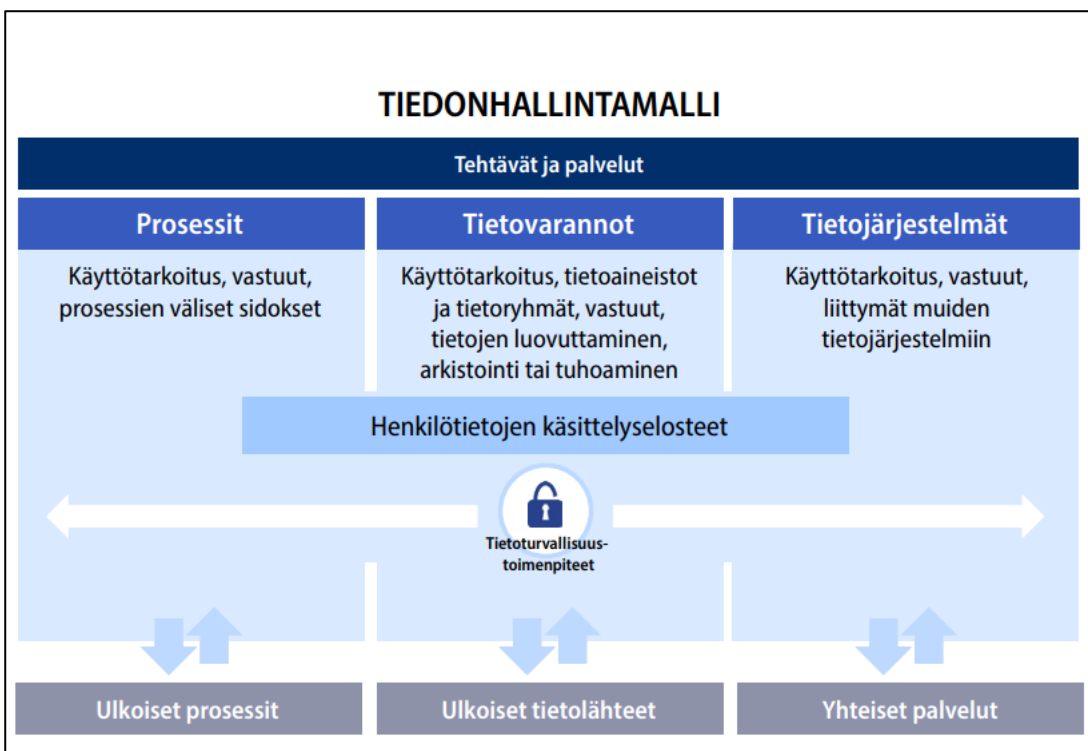 TIEDONHALLINTAMALLI
Tehtävät ja palvelut
Prosessit
Käyttötarkoitus, vastuut,
prosessien väliset sidokset
Tietovarannot
Käyttötarkoitus, tietoaineistot
ja tietoryhmät, vastuut,
tietojen luovuttaminen,
arkistointi tai tuhoaminen
Tietojärjestelmät
Käyttötarkoitus, vastuut,
liittymät muiden
tietojärjestelmiin
Henkilötietojen käsittelyselosteet
Tietoturvallisuus-
toimenpiteet
Ulkoiset prosessit
Ulkoiset tietolähteet
Yhteiset palvelut